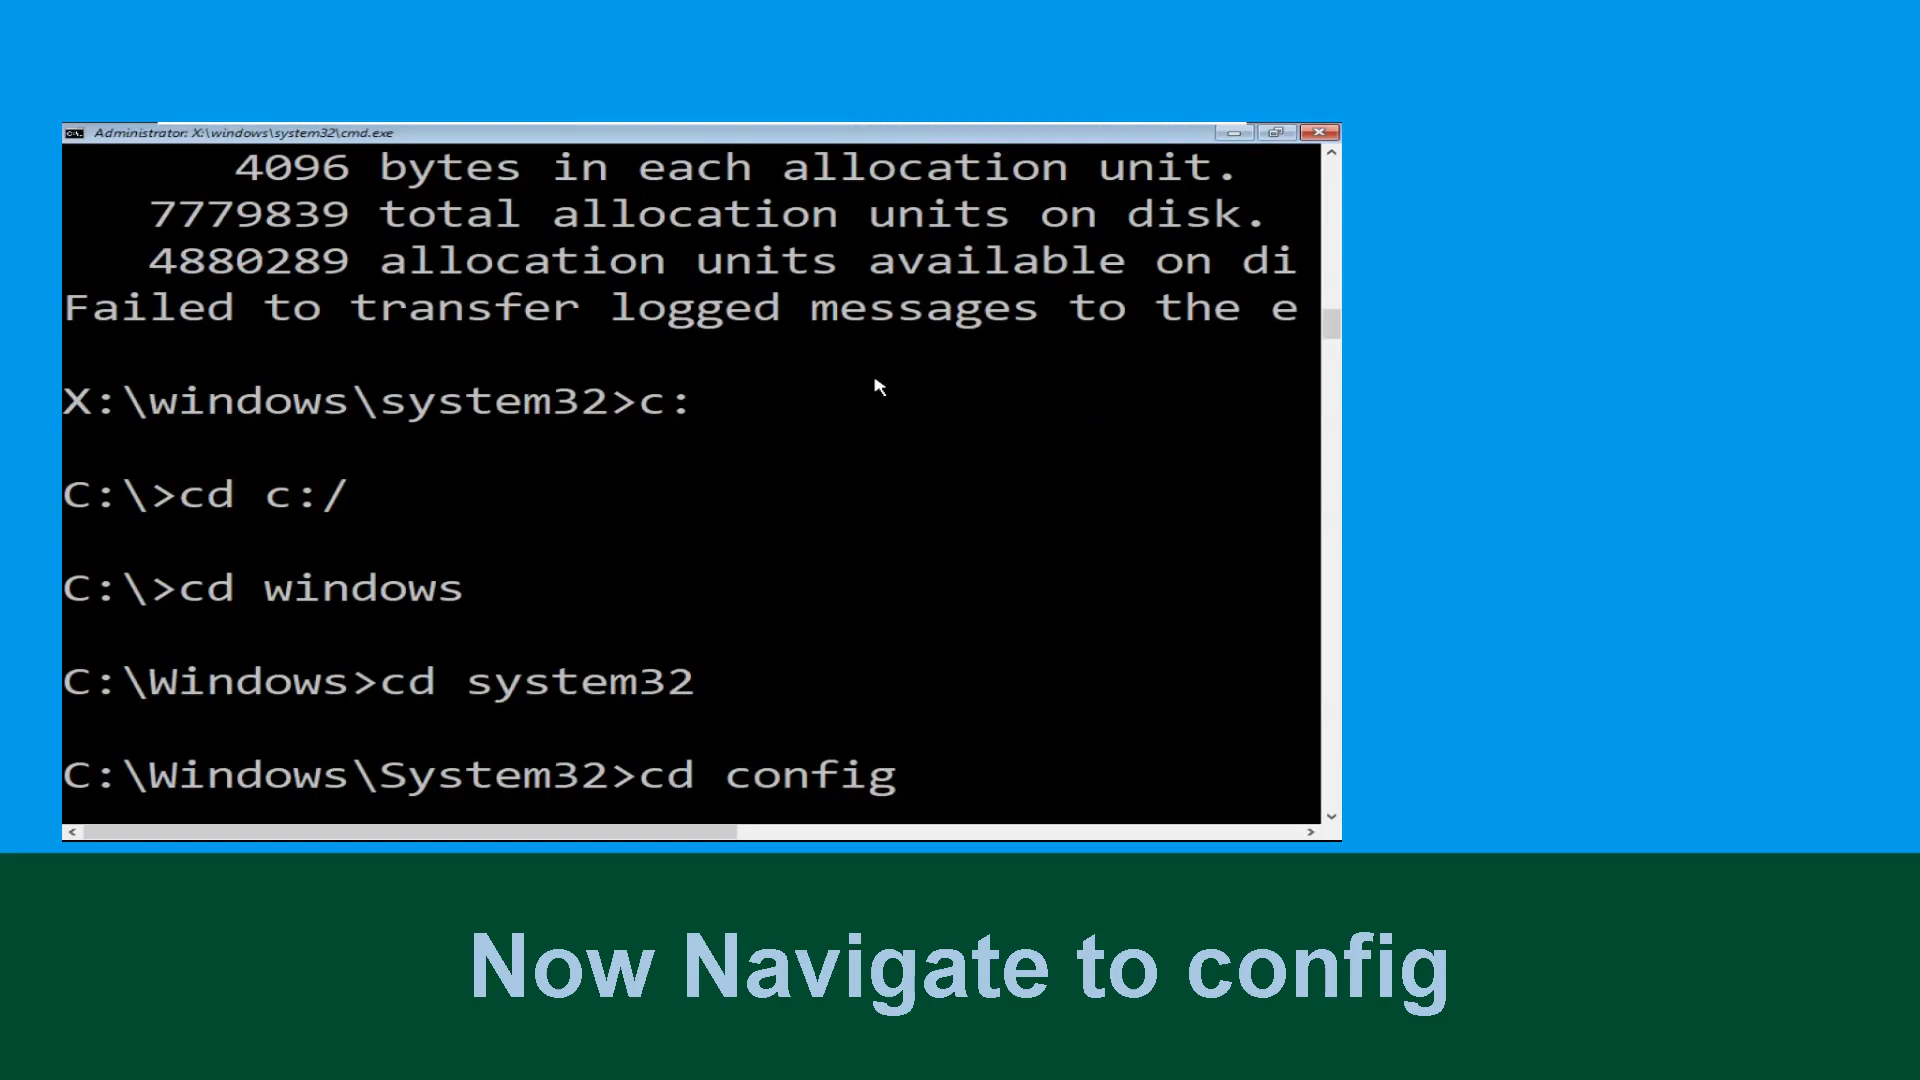 Administrator: X:\windows\system32\cmd.exe
4096 bytes in each allocation unit.
7779839 total allocation units on disk.
4880289 allocation units available on di
Failed to transfer logged messages to the e
X:\windows\system32>c:
C:\>cd c:/
C:\>cd windows
C:\Windows>cd system32
C:\Windows\System32>cd config
Now Navigate to config